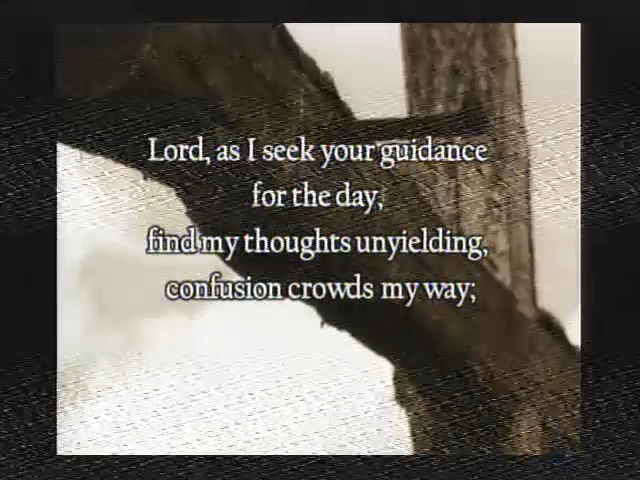 Lord, as I seek your guidance
for the day,
find my thoughts unyielding,
confusion crowds my way;